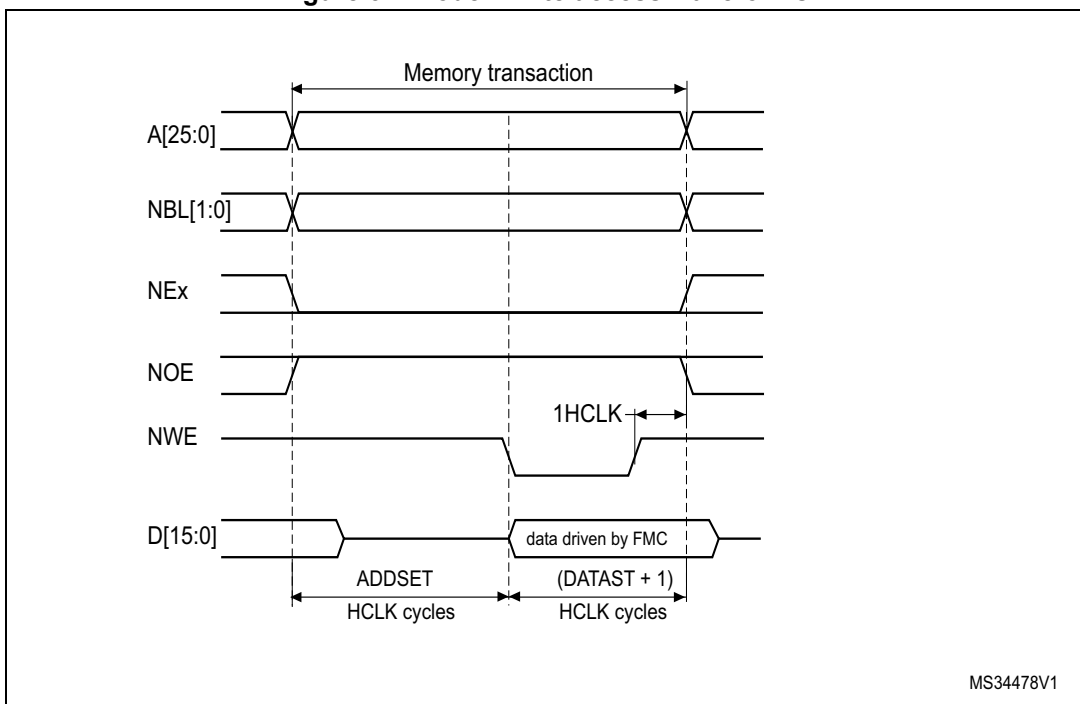 Memory transaction
A[25:0]
NBL[1:0]
NEx
NOE
1HCLK
NWE
D[15:0]
data driven by FMC
ADDSET
(DATAST + 1)
HCLK cycles
HCLK cycles
MS34478V1